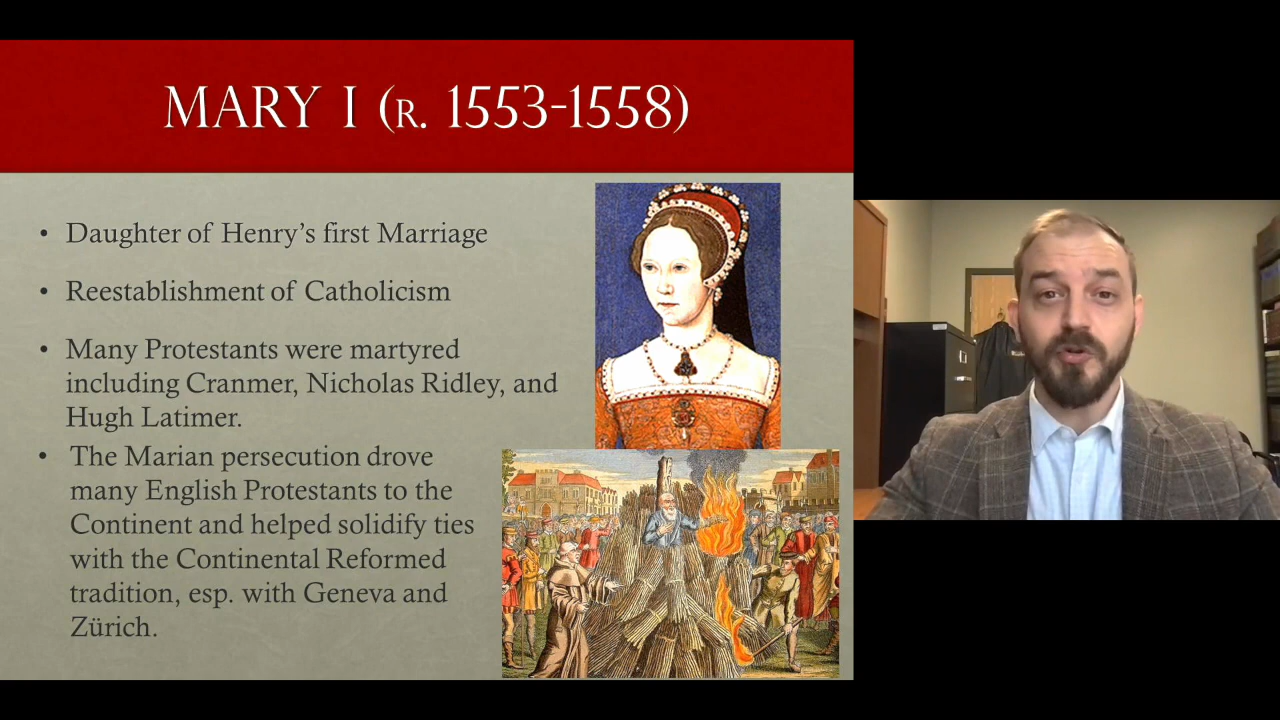 MARY I (R. 1553-1558)
• Daughter of Henry's first Marriage
• Reestablishment of Catholicism
• Many Protestants were martyred
including Cranmer, Nicholas Ridley, and
Hugh Latimer.
• The Marian persecution drove
many English Protestants to the
Continent and helped solidify ties
with the Continental Reformed
tradition, esp. with Geneva and
Zürich.